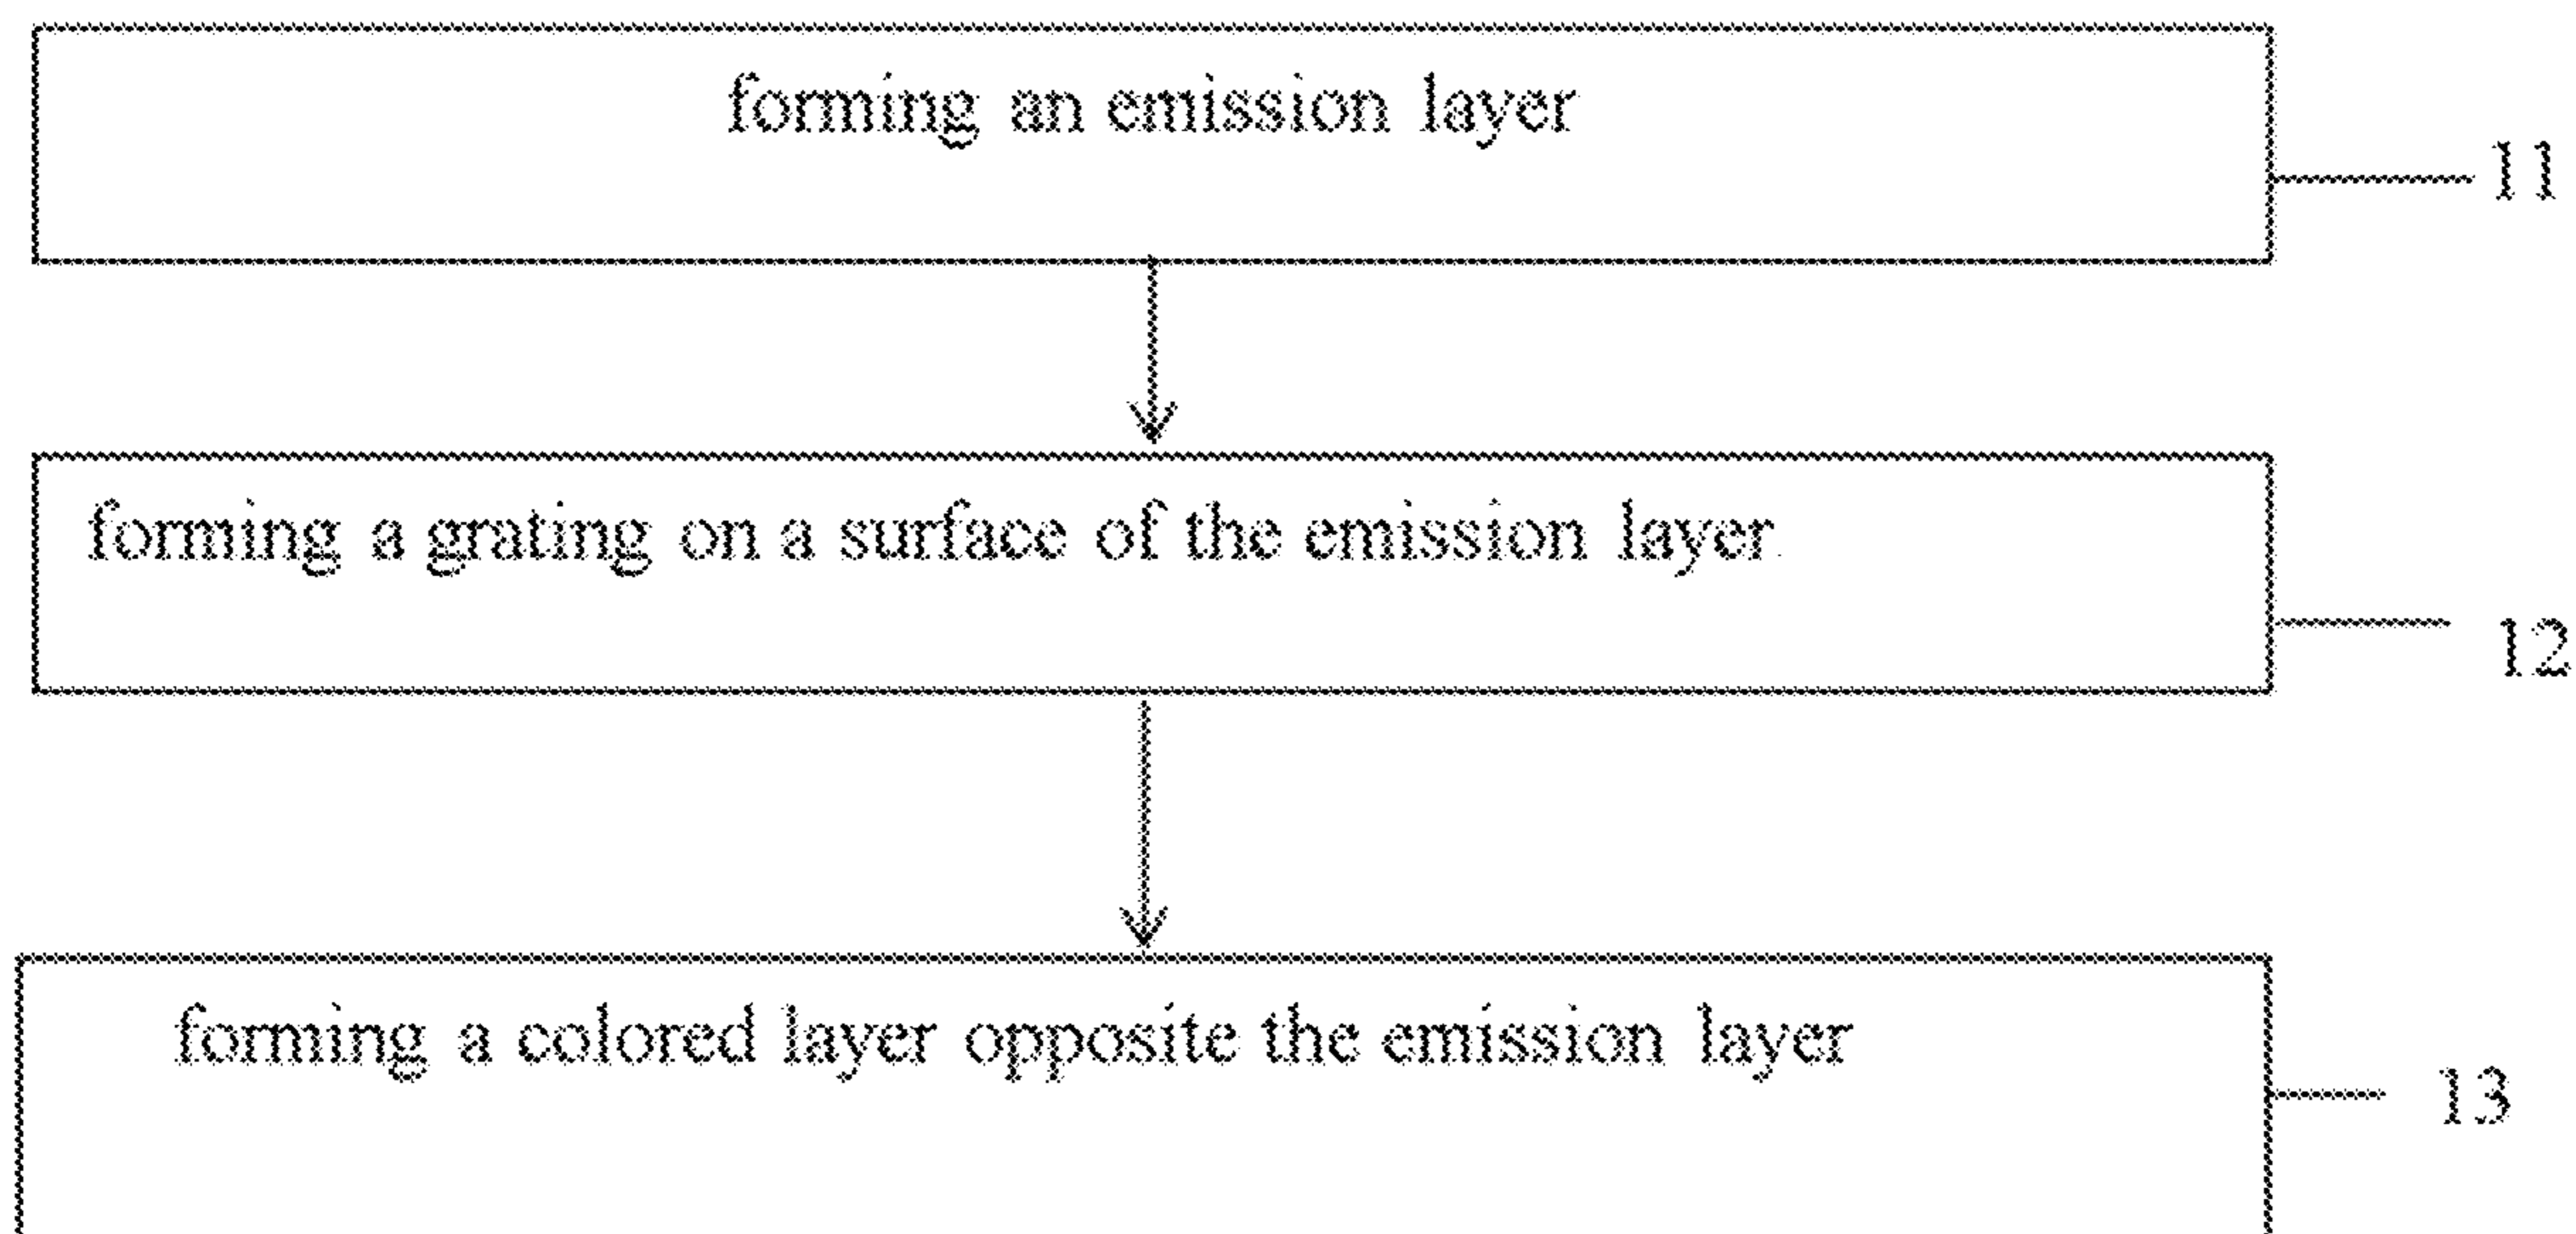 forming an emission layer
11
forming a grating on a surface of the emission layer
12
forming a colored layer opposite the emission layer
13